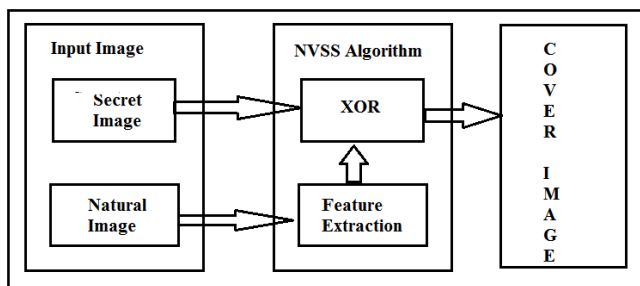 Input Image
Secret
Image
Natural
Image
NVSS Algorithm
XOR
Feature
Extraction
C
O
V
E
R
I
M
A
G
E